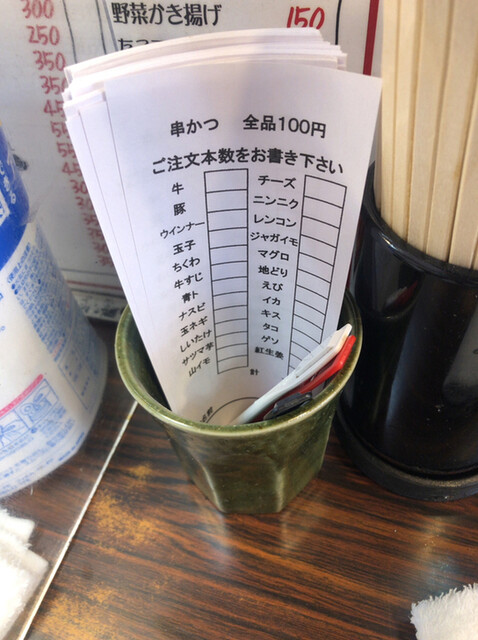 300
250
350
350
野菜かき揚げ
150
串かつ 全品100円
ご注文本数をお書き下さい
牛 チーズ
豚 ニンニク
ウインナー レンコン
玉子 ジャガイモ
ちくわ マグロ
牛すじ 地どり
青ト えび
ナスビ イカ
玉ネギ キス
しいたけ タコ
サツマ芋 ゲソ
山イモ 紅生姜
計